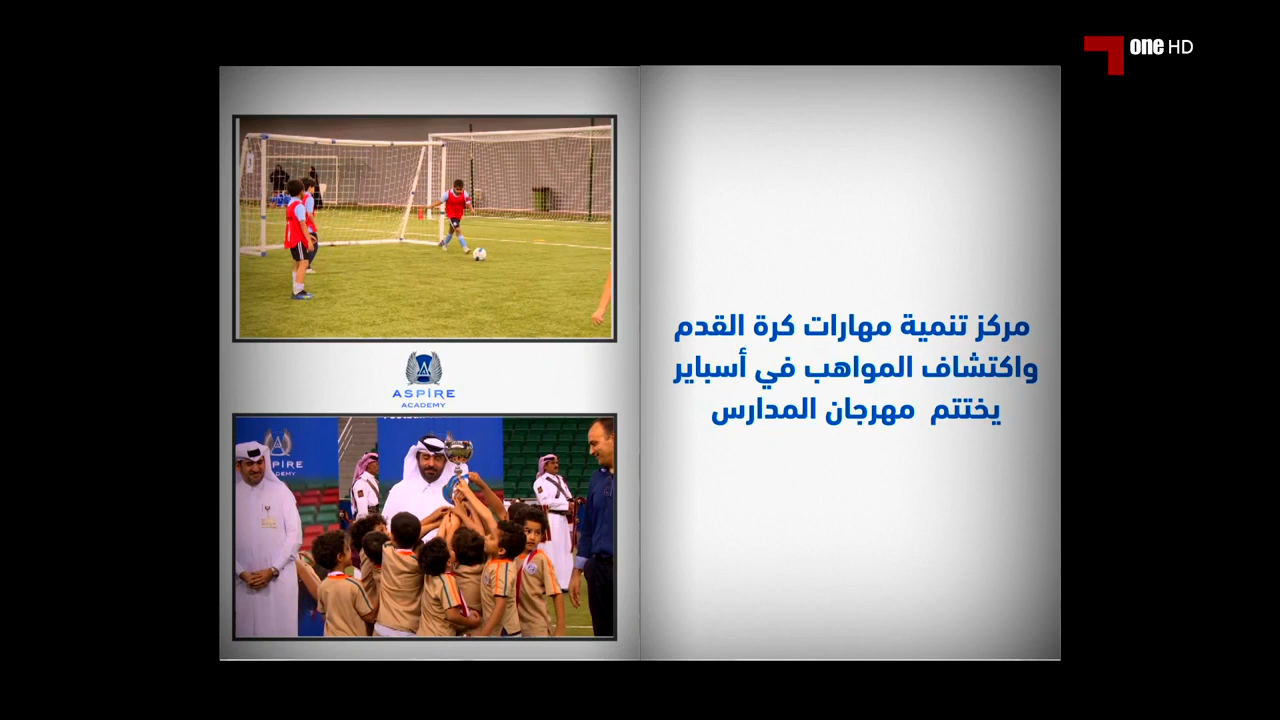 one HD
مركز تنمية مهارات كرة القدم
واكتشاف المواهب في أسباير
يختتم مهرجان المدارس
ASPIRE
ACADEMY